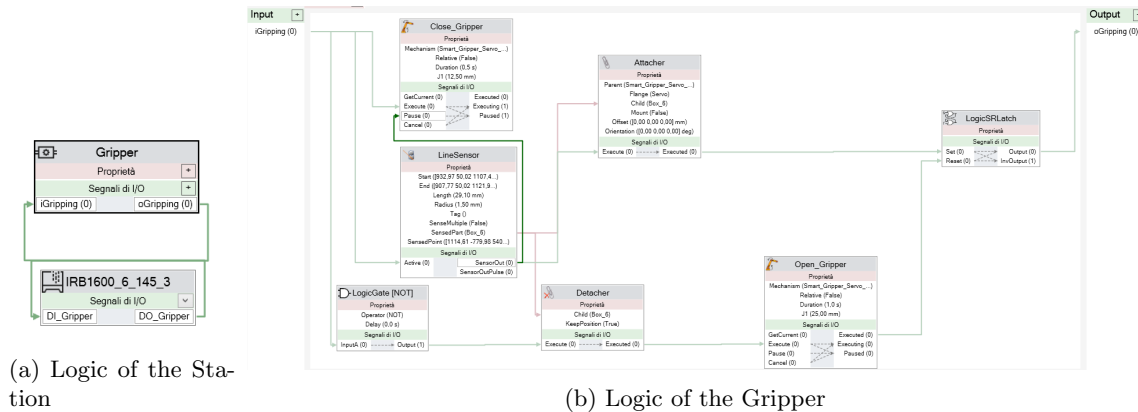 Gripper
Proprietà +
Segnali di I/O +
iGripping (0) oGripping (0)
IRB1600_6_145_3
Segnali di I/O
DI_Gripper DO_Gripper
(a) Logic of the Sta-
tion
Input +
iGripping (0)
Output +
oGripping (0)
Close_Gripper
Proprietà
Mechanism (Smart_Gripper_Servo_...)
Relative (False)
Duration (0,5 s)
J1 (12,50 mm)
Segnali di I/O
GetCurrent (0) Executed (0)
Execute (0) Executing (1)
Pause (0) Paused (1)
Cancel (0)
LineSensor
Proprietà
Start ([932,97 50,02 1107,4...)
End ([907,77 50,02 1121,9...)
Length (29,10 mm)
Radius (1,50 mm)
Tag ()
SenseMultiple (False)
SensedPart (Box_6)
SensedPoint ([1114,61 -779,98 540...)
Segnali di I/O
Active (0) SensorOut (0)
SensorOutPulse (0)
LogicGate [NOT]
Proprietà
Operator (NOT)
Delay (0,0 s)
Segnali di I/O
InputA (0) Output (1)
Attacher
Proprietà
Parent (Smart_Gripper_Servo_...)
Flange (Servo)
Child (Box_6)
Mount (False)
Offset ([0,00 0,00 0,00] mm)
Orientation ([0,00 0,00 0,00] deg)
Segnali di I/O
Execute (0) Executed (0)
Detacher
Proprietà
Child (Box_6)
KeepPosition (True)
Segnali di I/O
Execute (0) Executed (0)
Open_Gripper
Proprietà
Mechanism (Smart_Gripper_Servo_...)
Relative (False)
Duration (1,0 s)
J1 (25,00 mm)
Segnali di I/O
GetCurrent (0) Executed (0)
Execute (0) Executing (0)
Pause (0) Paused (0)
Cancel (0)
LogicSRLatch
Proprietà
Segnali di I/O
Set (0) Output (0)
Reset (0) InvOutput (1)
(b) Logic of the Gripper